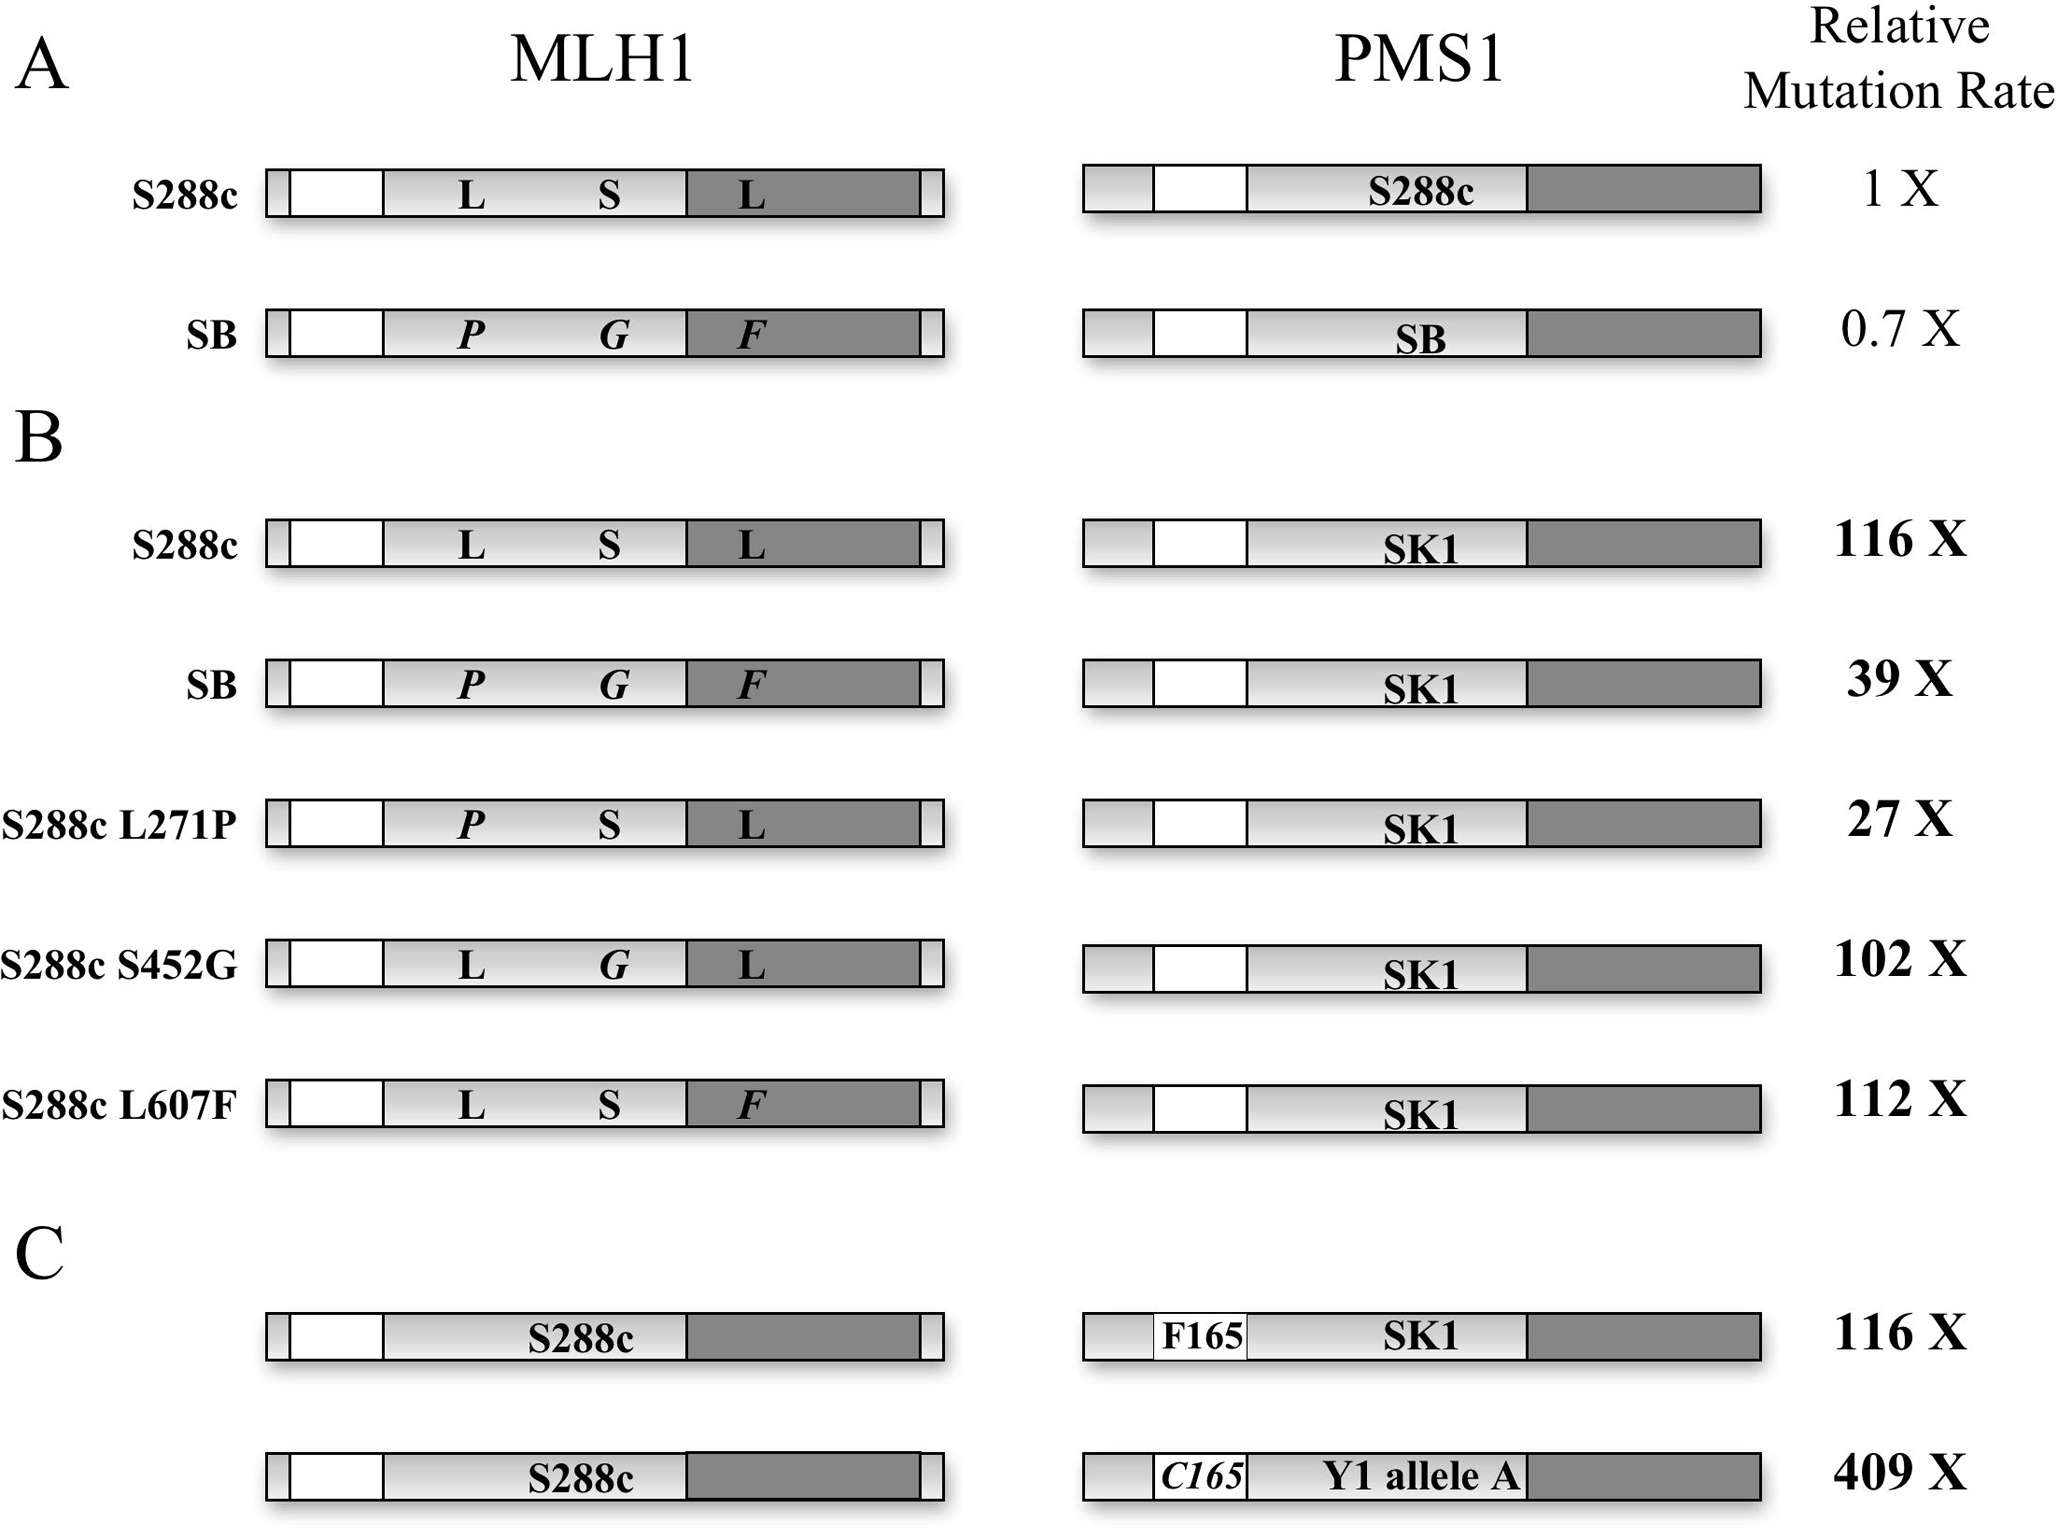 A MLH1 PMS1 Relative
Mutation Rate
S288c L S L S288c 1 X
SB P G F SB 0.7 X
B
S288c L S L SK1 116 X
SB P G F SK1 39 X
S288c L271P P S L SK1 27 X
S288c S452G L G L SK1 102 X
S288c L607F L S F SK1 112 X
C
S288c F165 SK1 116 X
S288c C165 Y1 allele A 409 X